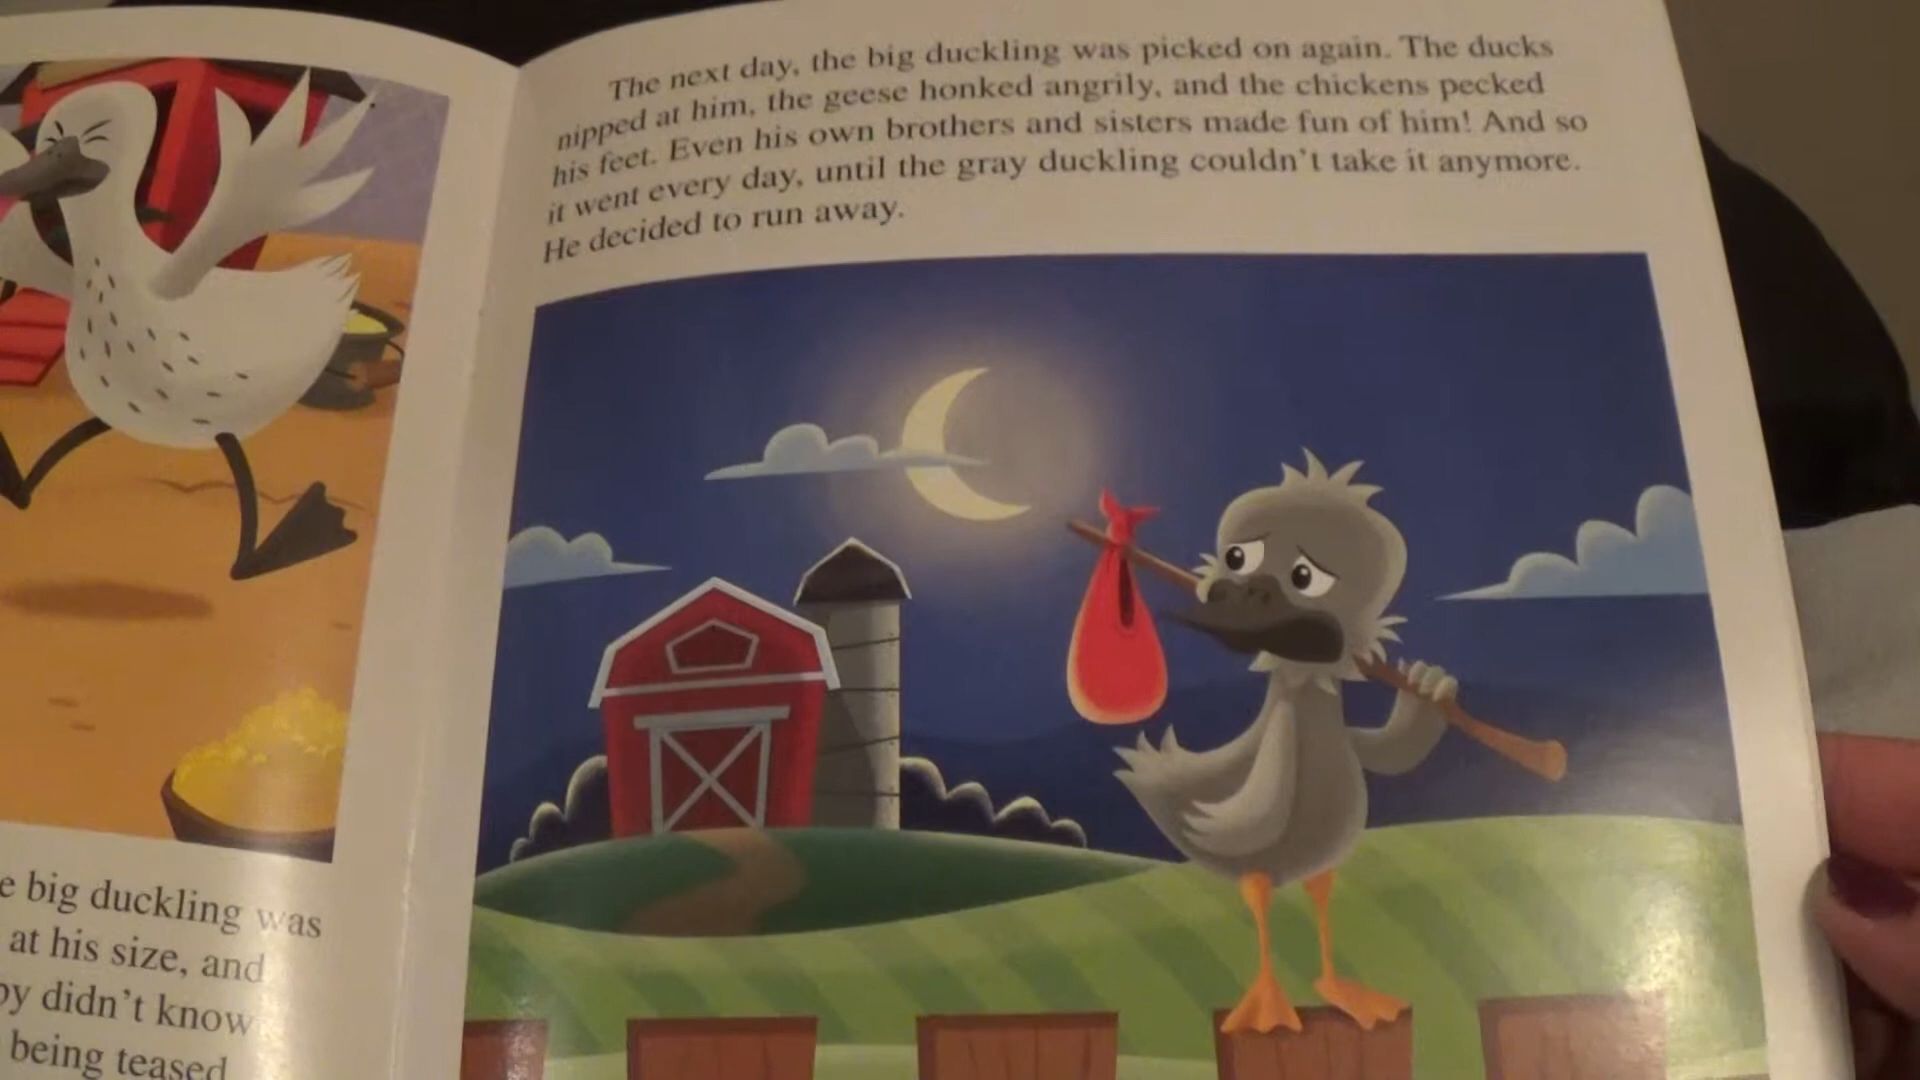 e big duckling was
at his size, and
by didn't know
being teased
The next day, the big duckling was picked on again. The ducks
nipped at him, the geese honked angrily, and the chickens pecked
his feet. Even his own brothers and sisters made fun of him! And so
it went every day, until the gray duckling couldn't take it anymore.
He decided to run away.